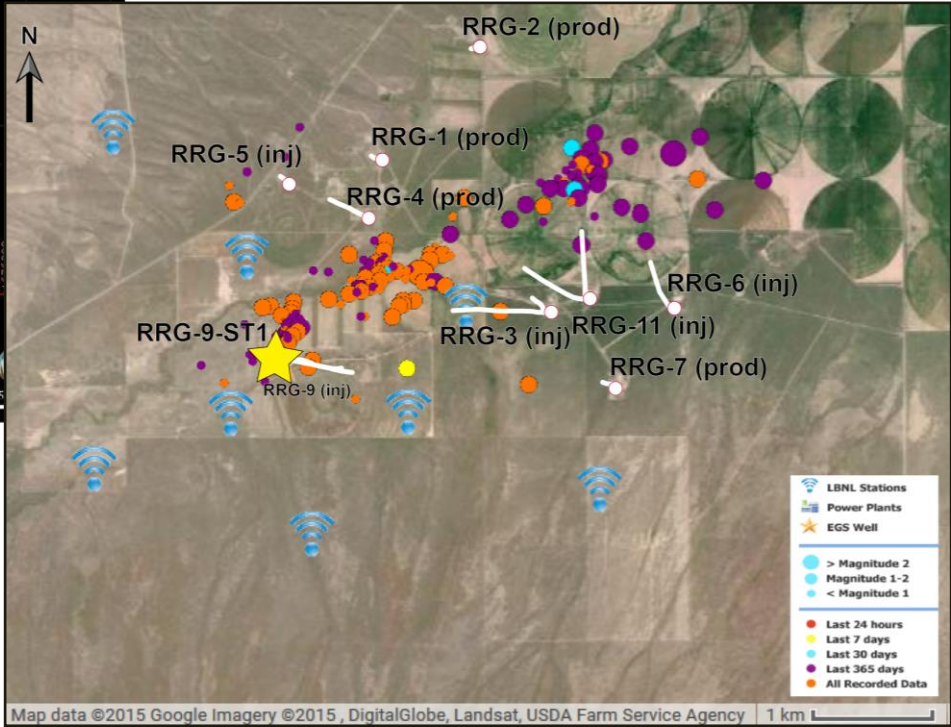 RRG-2 (prod)
N
RRG-1 (prod)
RRG-5 (inj)
RRG-4 (prod)
RRG-6 (inj)
RRG-9-ST1
RRG-3 (inj)
RRG-11 (inj)
RRG-7 (prod)
RRG-9 (inj)
LBNL Stations
Power Plants
EGS Well
> Magnitude 2
Magnitude 1-2
< Magnitude 1
Last 24 hours
Last 7 days
Last 30 days
Last 365 days
All Recorded Data
Map data ©2015 Google Imagery ©2015 , DigitalGlobe, Landsat, USDA Farm Service Agency
1 km